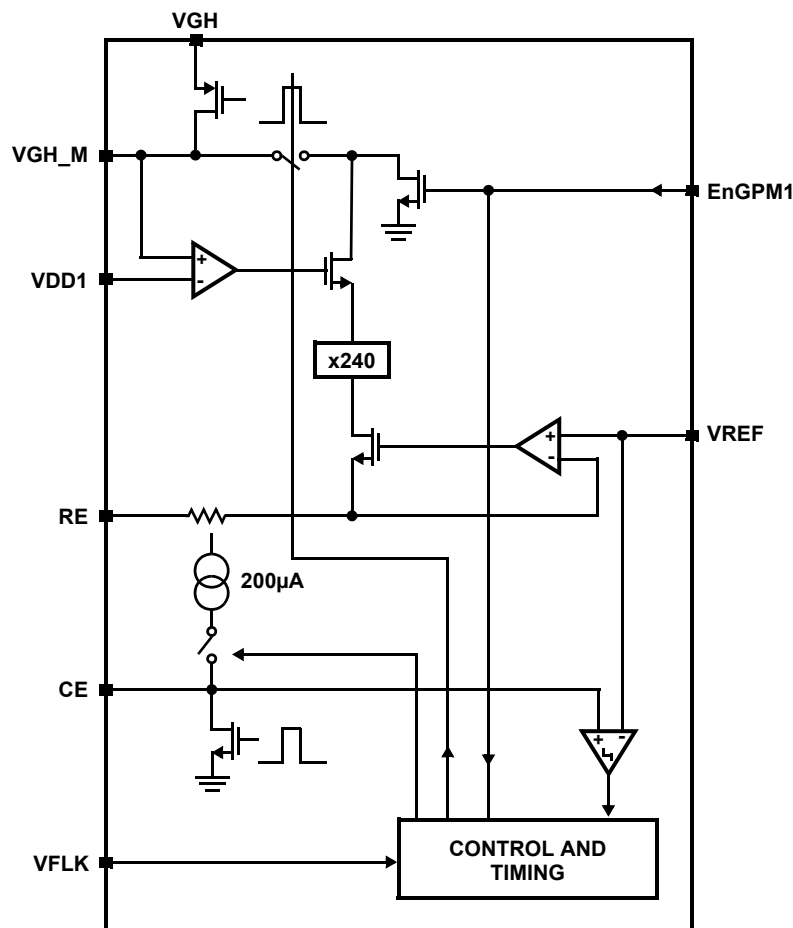 VGH
VGH_M
EnGPM1
+
-
VDD1
x240
+
-
VREF
RE
200µA
CE
+
-
CONTROL AND
TIMING
VFLK